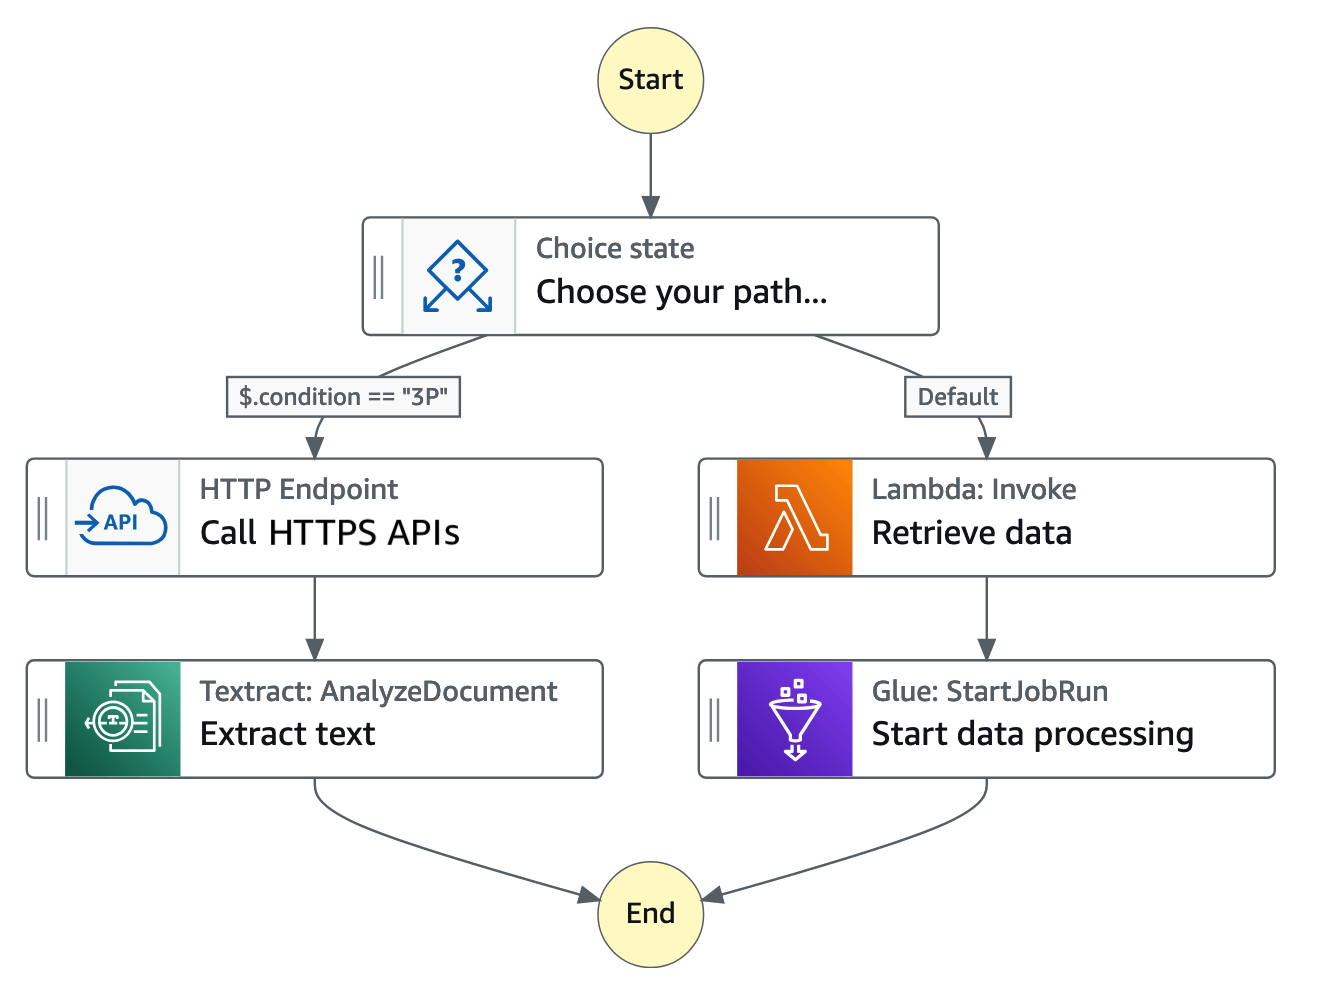 Start
?
Choice state
Choose your path...
$.condition == "3P"
Default
API
HTTP Endpoint
Call HTTPS APIs
Lambda: Invoke
Retrieve data
T
Textract: AnalyzeDocument
Extract text
Glue: StartJobRun
Start data processing
End